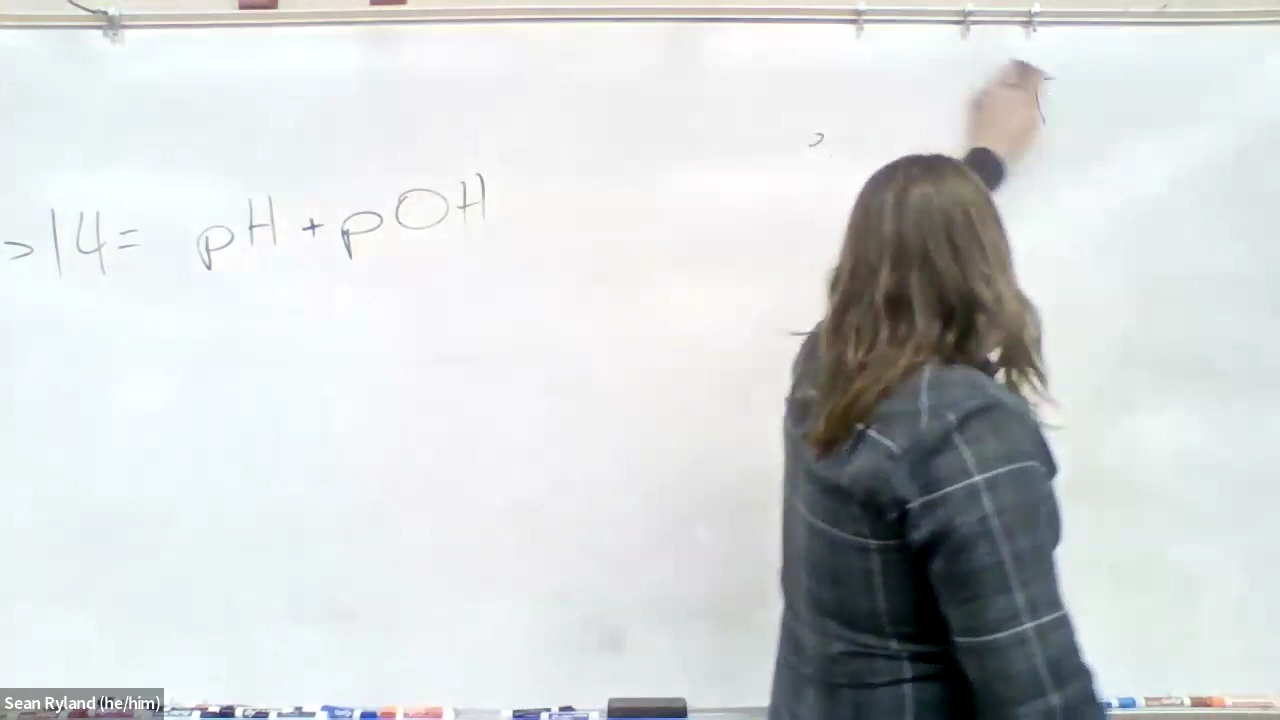 >14= pH + pOH
Sean Ryland (he/him)